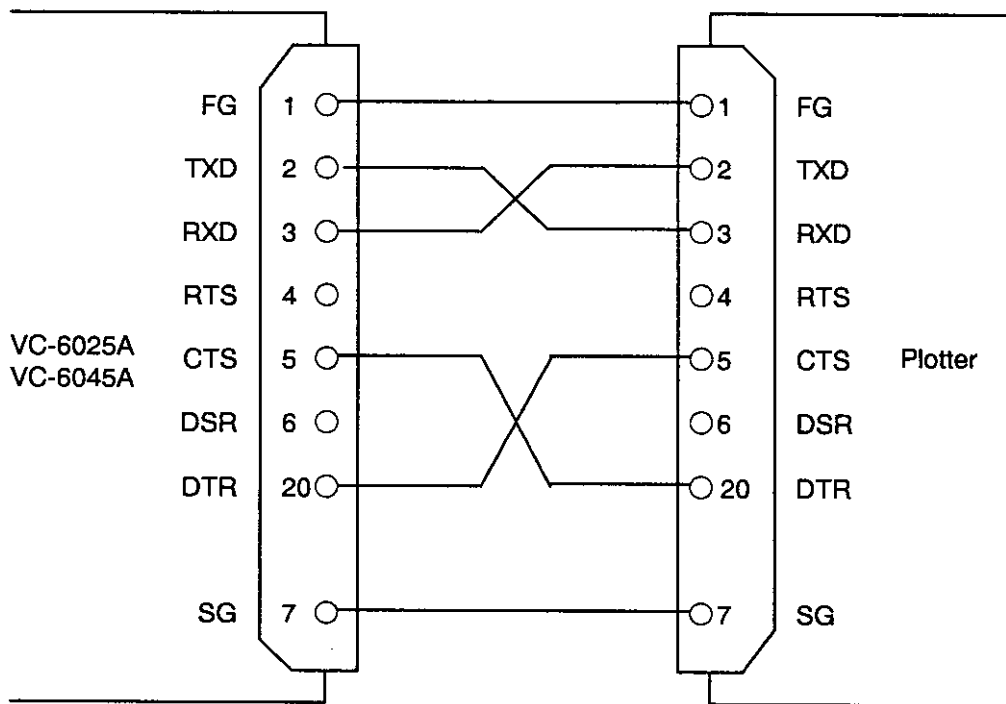 FG 1 1 FG
TXD 2 2 TXD
RXD 3 3 RXD
RTS 4 4 RTS
VC-6025A
VC-6045A
CTS 5 5 CTS
Plotter
DSR 6 6 DSR
DTR 20 20 DTR
SG 7 7 SG